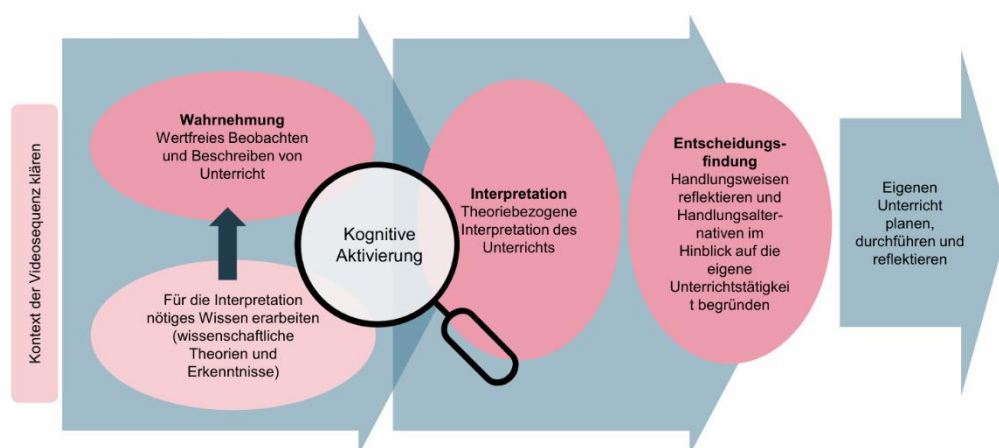 Kontext der Videosequenz klären
Wahrnehmung
Wertfreies Beobachten
und Beschreiben von
Unterricht
Für die Interpretation
nötiges Wissen erarbeiten
(wissenschaftliche
Theorien und
Erkenntnisse)
Kognitive
Aktivierung
Interpretation
Theoriebezogene
Interpretation des
Unterrichts
Entscheidungs-
findung
Handlungsweisen
reflektieren und
Handlungsalter-
nativen im
Hinblick auf die
eigene
Unterrichtstätigkei
t begründen
Eigenen
Unterricht
planen,
durchführen und
reflektieren